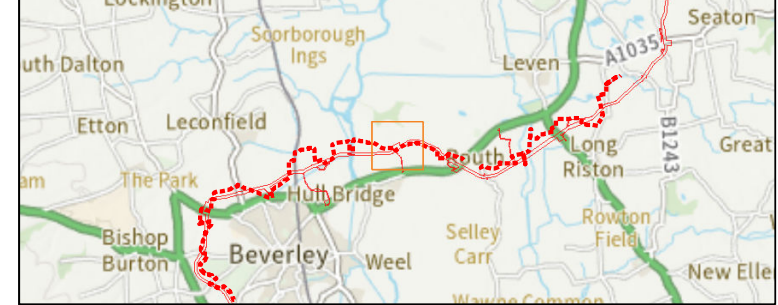 Lockington
Seaton
Scorborough
Ings
A1035
uth Dalton
Leven
Etton
Leconfield
B1243
Great
South
Long
Riston
am
The Park
Hull Bridge
Rowton
Field
Selley
Carr
Bishop
Burton
Beverley
Weel
New Elle
Wawne Common